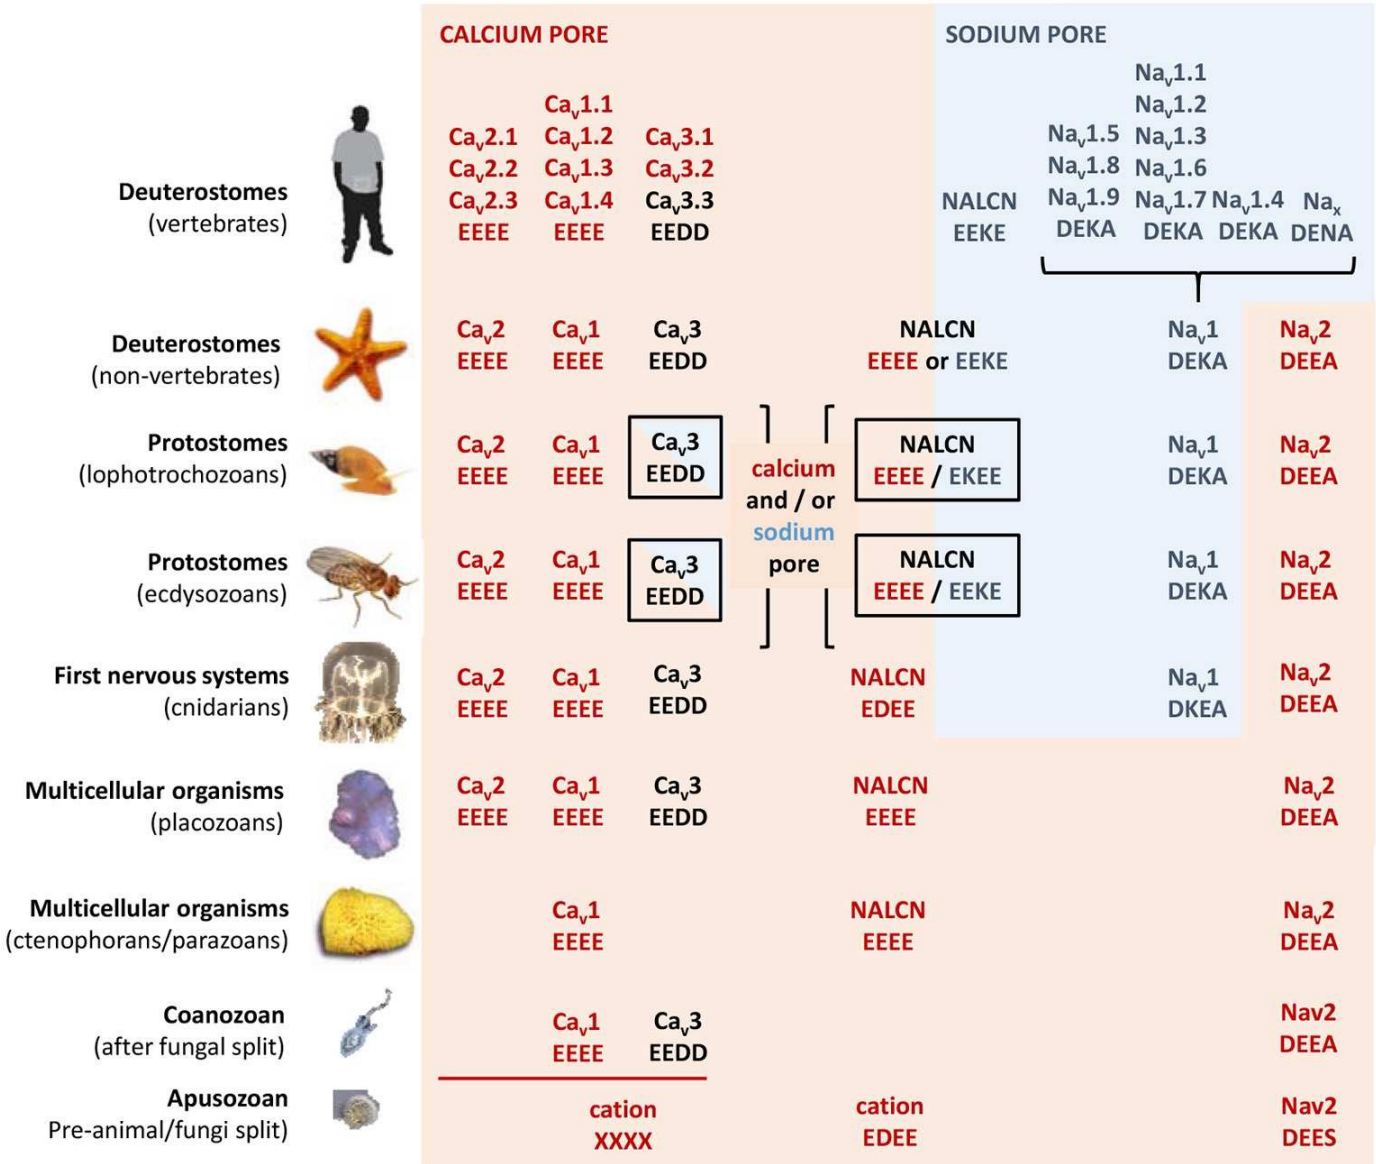 CALCIUM PORE
SODIUM PORE
Deuterostomes
(vertebrates)
Cav2.1
Cav2.2
Cav2.3
EEEE
Cav1.1
Cav1.2
Cav1.3
Cav1.4
EEEE
Cav3.1
Cav3.2
Cav3.3
EEDD
NALCN
EEKE
Nav1.5
Nav1.8
Nav1.9
DEKA
Nav1.1
Nav1.2
Nav1.3
Nav1.6
Nav1.7
DEKA
Nav1.4
DEKA
Nax
DENA
Deuterostomes
(non-vertebrates)
Cav2
EEEE
Cav1
EEEE
Cav3
EEDD
NALCN
EEEE or EEKE
Nav1
DEKA
Nav2
DEEA
Protostomes
(lophotrochozoans)
Cav2
EEEE
Cav1
EEEE
Cav3
EEDD
calcium
and / or
sodium
pore
NALCN
EEEE / EKEE
Nav1
DEKA
Nav2
DEEA
Protostomes
(ecdysozoans)
Cav2
EEEE
Cav1
EEEE
Cav3
EEDD
NALCN
EEEE / EEKE
Nav1
DEKA
Nav2
DEEA
First nervous systems
(cnidarians)
Cav2
EEEE
Cav1
EEEE
Cav3
EEDD
NALCN
EDEE
Nav1
DKEA
Nav2
DEEA
Multicellular organisms
(placozoans)
Cav2
EEEE
Cav1
EEEE
Cav3
EEDD
NALCN
EEEE
Nav2
DEEA
Multicellular organisms
(ctenophorans/parazoans)
Cav1
EEEE
NALCN
EEEE
Nav2
DEEA
Coanozoan
(after fungal split)
Cav1
EEEE
Cav3
EEDD
Nav2
DEEA
Apusozoan
Pre-animal/fungi split)
cation
XXXX
cation
EDEE
Nav2
DEES